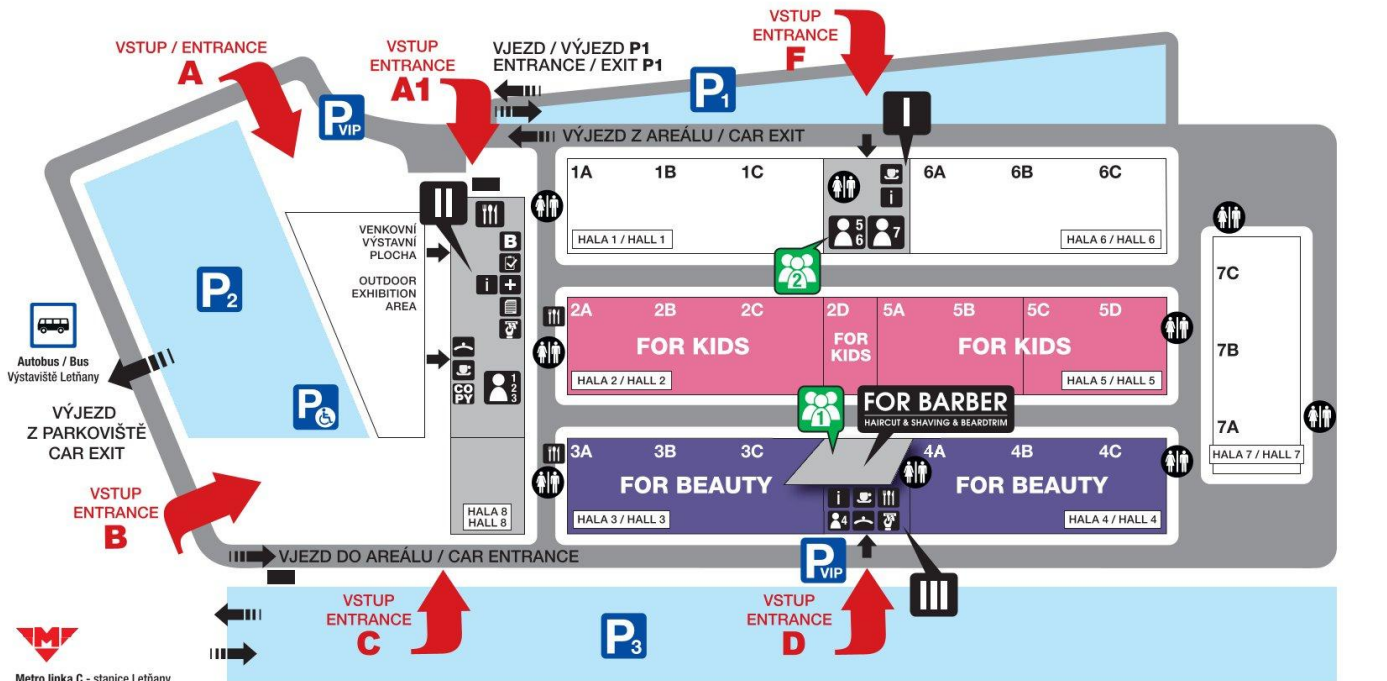 VSTUP / ENTRANCE
A
VSTUP
ENTRANCE
A1
VJEZD / VÝJEZD P1
ENTRANCE / EXIT P1
VSTUP
ENTRANCE
F
P VIP
P1
I
VÝJEZD Z AREÁLU / CAR EXIT
1A 1B 1C
6A 6B 6C
i
5
6
7
HALA 1 / HALL 1
HALA 6 / HALL 6
2
II
VENKOVNÍ
VÝSTAVNÍ
PLOCHA
OUTDOOR
EXHIBITION
AREA
B
i
P2
7C
7B
7A
HALA 7 / HALL 7
2A 2B 2C 2D 5A 5B 5C 5D
FOR KIDS
FOR
KIDS
FOR KIDS
HALA 2 / HALL 2
HALA 5 / HALL 5
Autobus / Bus
Výstaviště Letňany
CO
PY
1
2
3
P
VÝJEZD
Z PARKOVIŠTĚ
CAR EXIT
1
FOR BARBER
HAIRCUT & SHAVING & BEARDTRIM
3A 3B 3C 4A 4B 4C
FOR BEAUTY
FOR BEAUTY
i
4
HALA 3 / HALL 3
HALA 4 / HALL 4
HALA 8
HALL 8
VSTUP
ENTRANCE
B
VJEZD DO AREÁLU / CAR ENTRANCE
P VIP
III
VSTUP
ENTRANCE
C
P3
VSTUP
ENTRANCE
D
M
Metro linka C - stanice Letňany